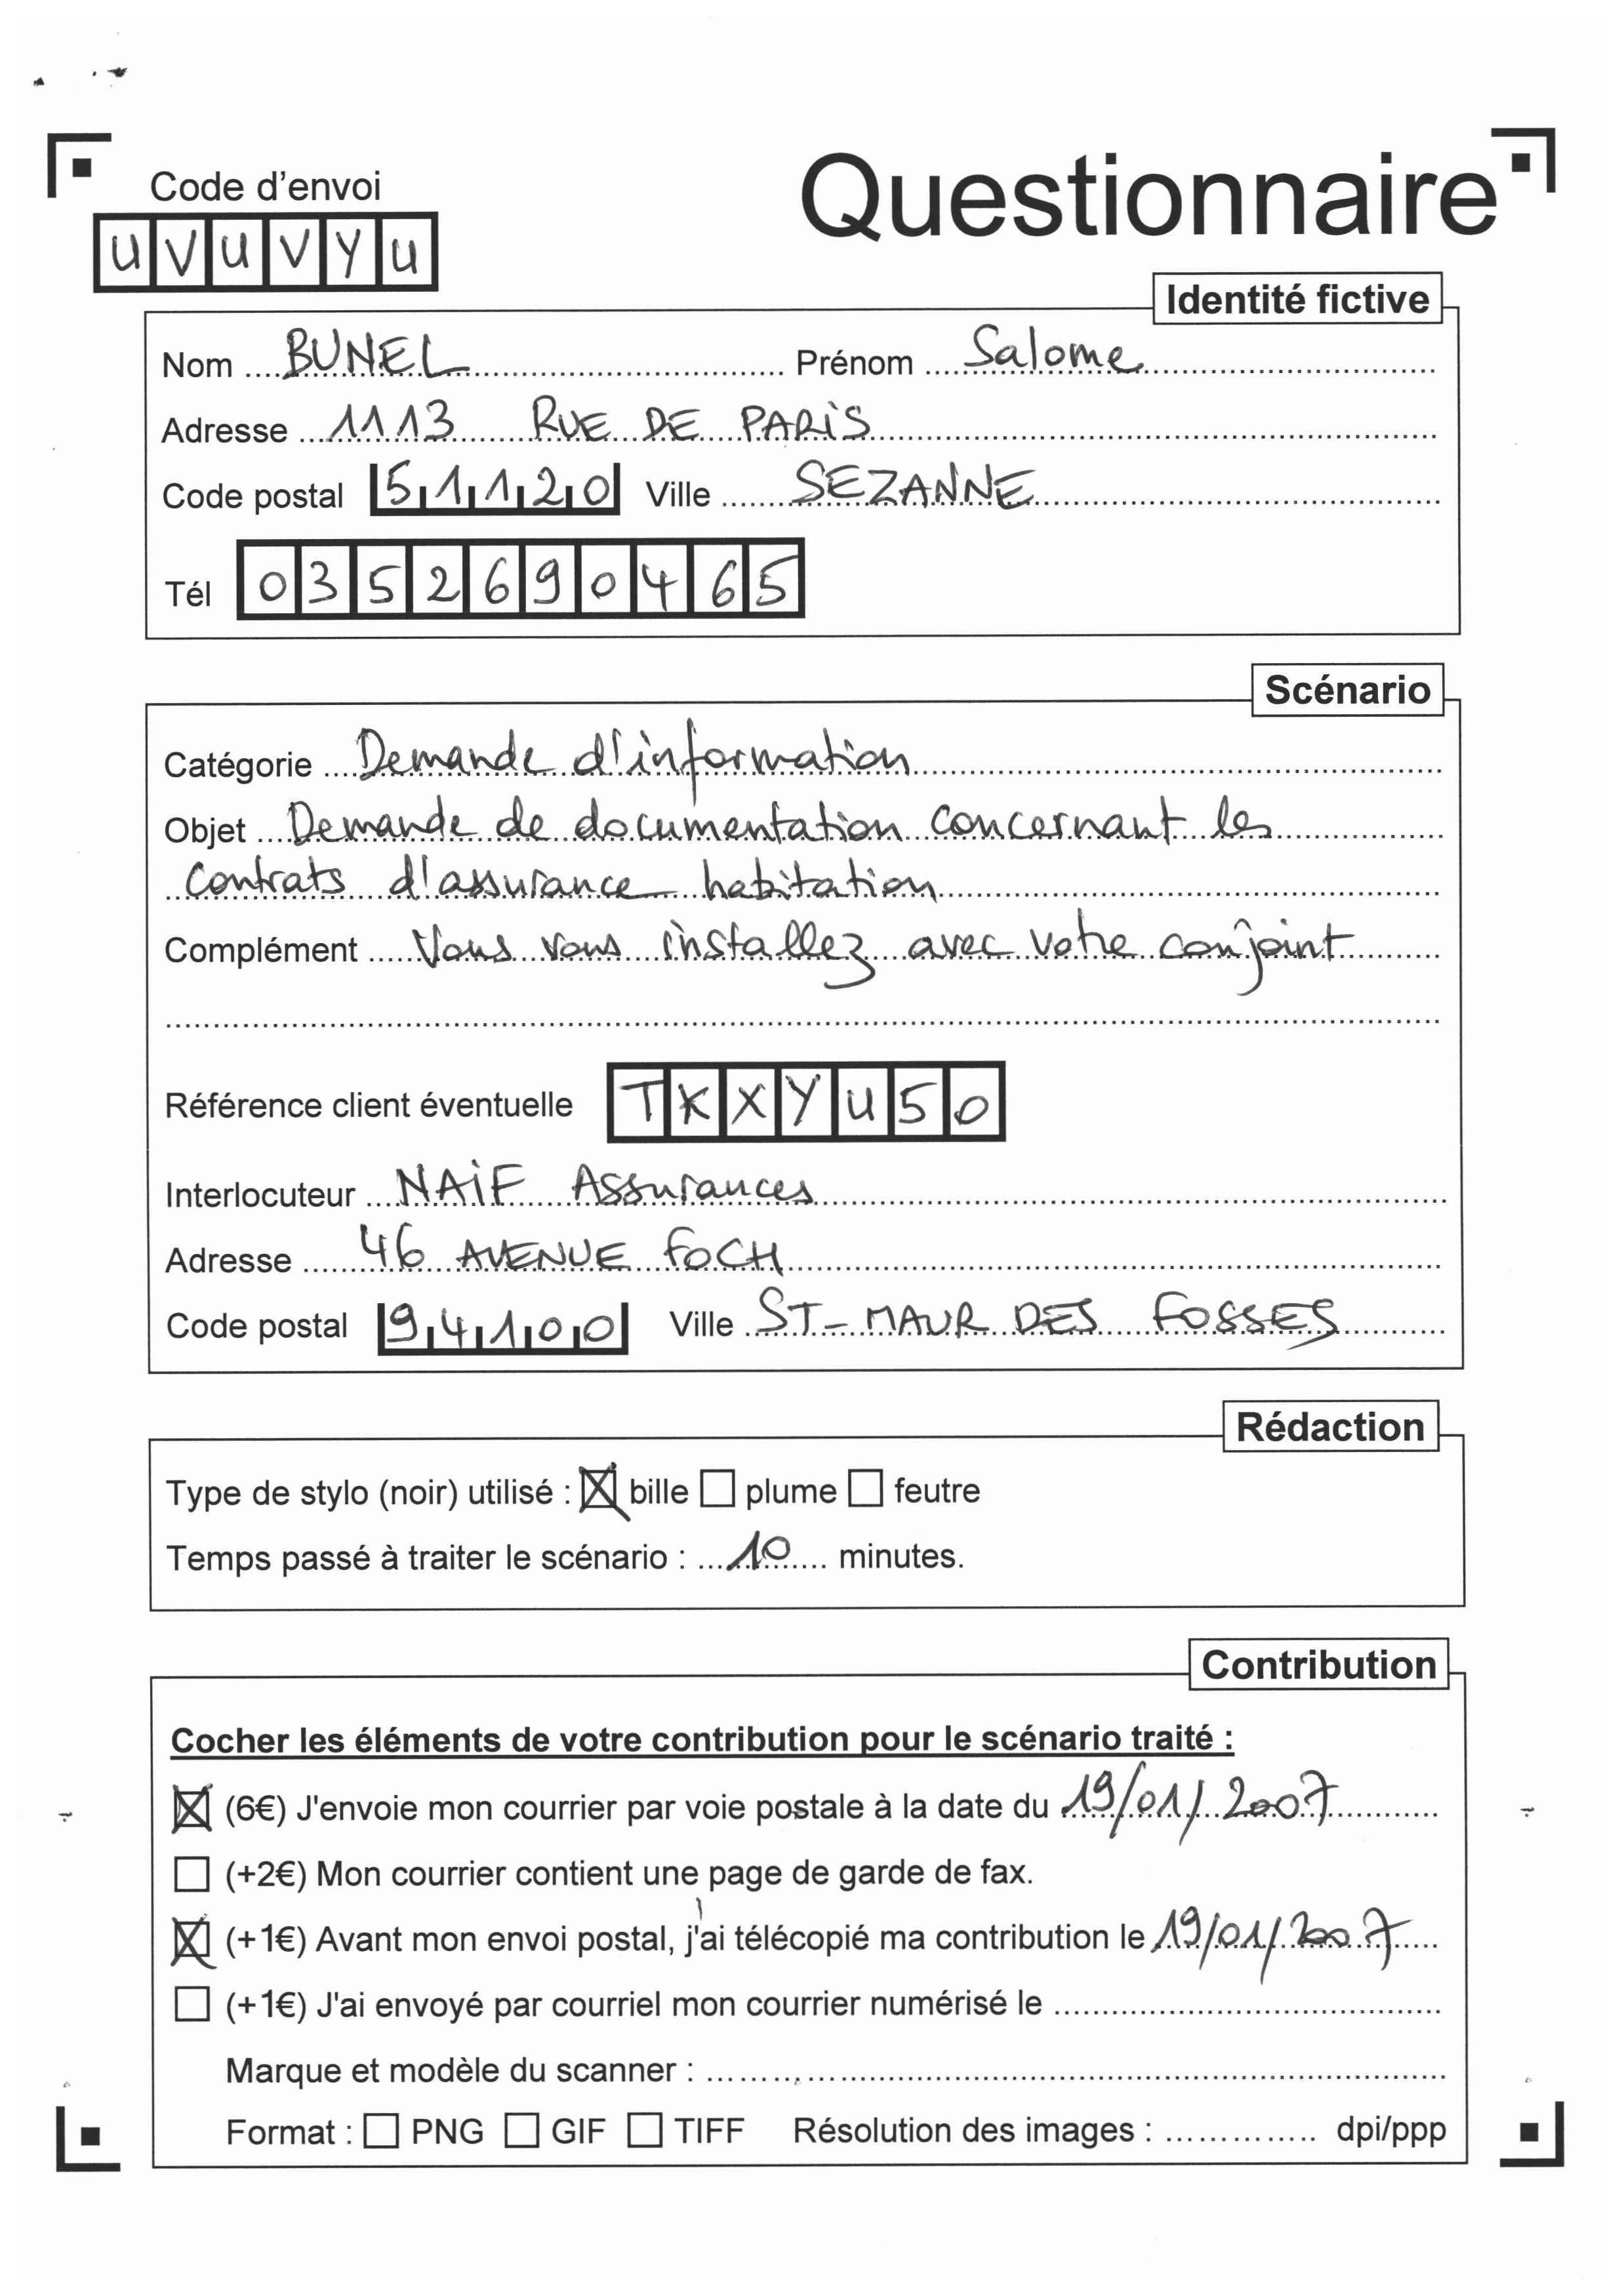 Code d'envoi
Questionnaire
UVUVYU
Identité fictive
Nom BUNEL Prénom Salome
Adresse 1113 RUE DE PARIS
Code postal 51120 Ville SEZANNE
Tél 0352690465
Scénario
Catégorie Demande d'information
Objet Demande de documentation concernant les
contrats d'assurance habitation
Complément Vous vous installez avec votre conjoint
Référence client éventuelle TKXYU50
Interlocuteur NAIF Assurances
Adresse 46 AVENUE FOCH
Code postal 94100 Ville ST-MAUR DES FOSSES
Rédaction
Type de stylo (noir) utilisé : bille plume feutre
Temps passé à traiter le scénario : 10 minutes.
Contribution
Cocher les éléments de votre contribution pour le scénario traité :
(6€) J'envoie mon courrier par voie postale à la date du 19/01/2007
(+2€) Mon courrier contient une page de garde de fax.
(+1€) Avant mon envoi postal, j'ai télécopié ma contribution le 19/01/2007
(+1€) J'ai envoyé par courriel mon courrier numérisé le
Marque et modèle du scanner :
Format : PNG GIF TIFF Résolution des images : dpi/ppp